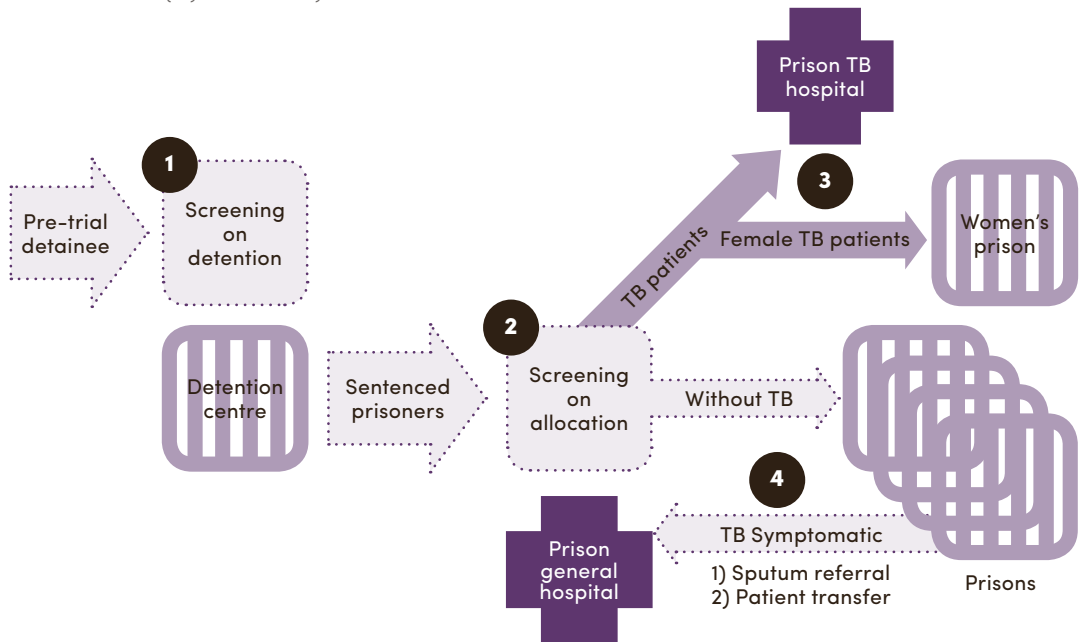 Prison TB
hospital
1
Pre-trial
detainee
Screening
on
detention
3
TB patients
Female TB patients
Women's
prison
2
Detention
centre
Sentenced
prisoners
Screening
on
allocation
Without TB
4
TB Symptomatic
1) Sputum referral
2) Patient transfer
Prison
general
hospital
Prisons